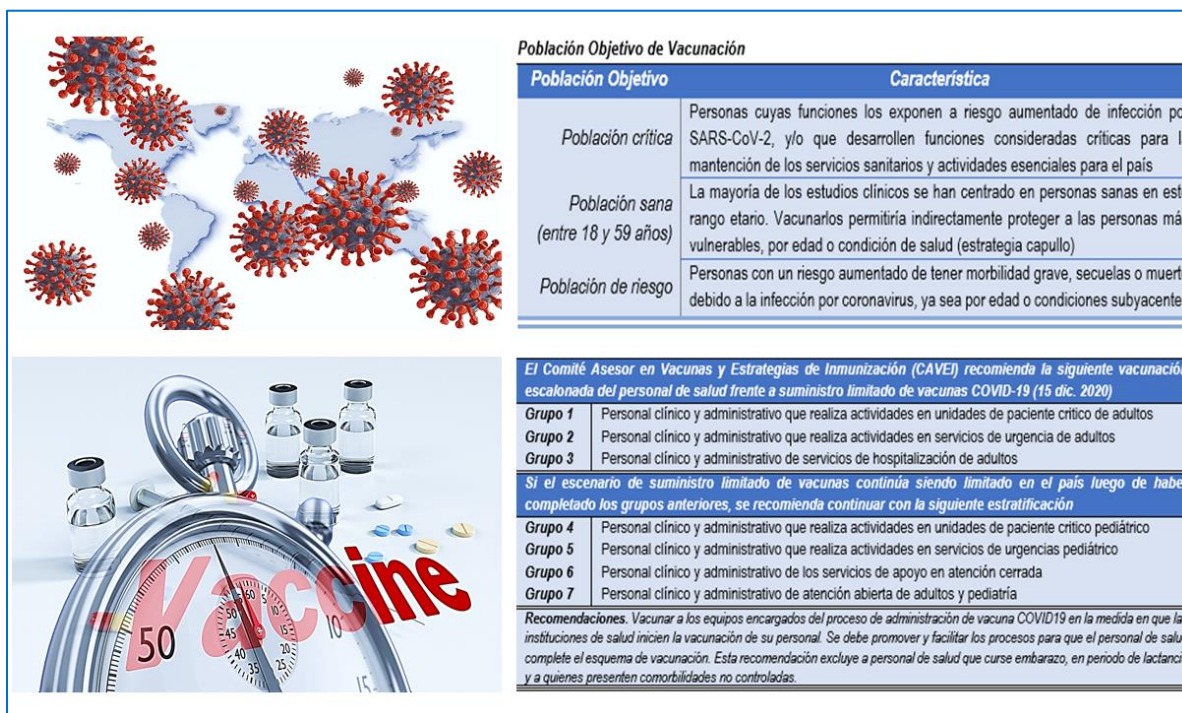 Población Objetivo de Vacunación
Población Objetivo Característica
Población crítica
Personas cuyas funciones los exponen a riesgo aumentado de infección po
SARS-CoV-2, y/o que desarrollen funciones consideradas críticas para l
mantención de los servicios sanitarios y actividades esenciales para el país
Población sana
(entre 18 y 59 años)
La mayoría de los estudios clínicos se han centrado en personas sanas en est
rango etario. Vacunarlos permitiría indirectamente proteger a las personas má
vulnerables, por edad o condición de salud (estrategia capullo)
Población de riesgo
Personas con un riesgo aumentado de tener morbilidad grave, secuelas o muert
debido a la infección por coronavirus, ya sea por edad o condiciones subyacente
Vaccine
50
60
5
10
15
20
25
35
40
45
10
15
El Comité Asesor en Vacunas y Estrategias de Inmunización (CAVEI) recomienda la siguiente vacunación
escalonada del personal de salud frente a suministro limitado de vacunas COVID-19 (15 dic. 2020)
Grupo 1 Personal clínico y administrativo que realiza actividades en unidades de paciente critico de adultos
Grupo 2 Personal clínico y administrativo que realiza actividades en servicios de urgencia de adultos
Grupo 3 Personal clínico y administrativo de servicios de hospitalización de adultos
Si el escenario de suministro limitado de vacunas continúa siendo limitado en el país luego de habe
completado los grupos anteriores, se recomienda continuar con la siguiente estratificación
Grupo 4 Personal clínico y administrativo que realiza actividades en unidades de paciente critico pediátrico
Grupo 5 Personal clínico y administrativo que realiza actividades en servicios de urgencias pediátrico
Grupo 6 Personal clínico y administrativo de los servicios de apoyo en atención cerrada
Grupo 7 Personal clínico y administrativo de atención abierta de adultos y pediatría
Recomendaciones. Vacunar a los equipos encargados del proceso de administración de vacuna COVID19 en la medida en que la
instituciones de salud inicien la vacunación de su personal. Se debe promover y facilitar los procesos para que el personal de salu
complete el esquema de vacunación. Esta recomendación excluye a personal de salud que curse embarazo, en periodo de lactanci
y a quienes presenten comorbilidades no controladas.